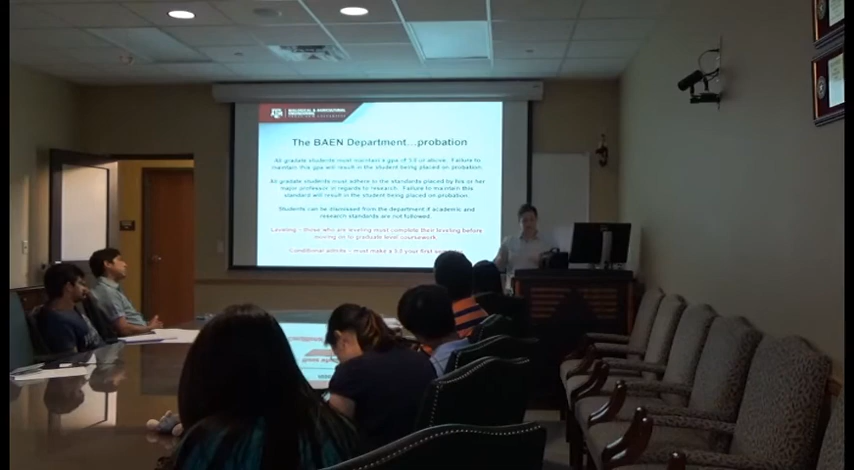 BIOLOGICAL & AGRICULTURAL
ENGINEERING
The BAEN Department...probation
All gradate students must maintain a gpa of 3.0 or above. Failure to
maintain this gpa will result in the student being placed on probation.
All gradate students must adhere to the standards placed by his or her
major professor in regards to research. Failure to maintain this
standard will result in the student being placed on probation.
Students can be dismissed from the department if academic and
research standards are not followed.
Leveling – those who are leveling must complete their leveling before
moving on to graduate level coursework.
Conditional admits – must make a 3.0 your first